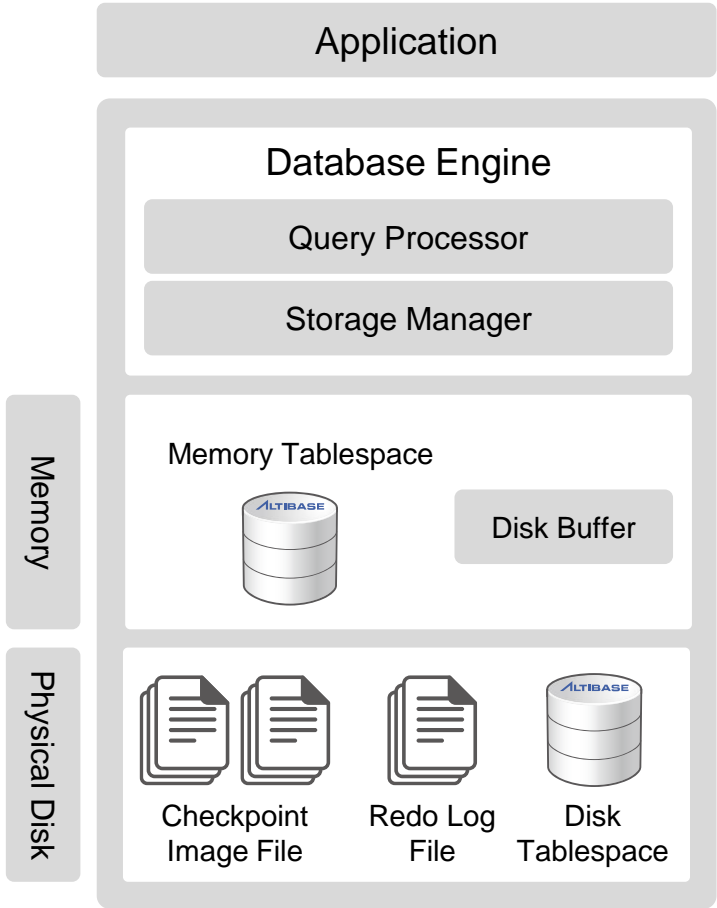 Application
Database Engine
Query Processor
Storage Manager
Memory
Memory Tablespace
ALTIBASE
Disk Buffer
Physical Disk
ALTIBASE
Checkpoint
Image File
Redo Log
File
Disk
Tablespace